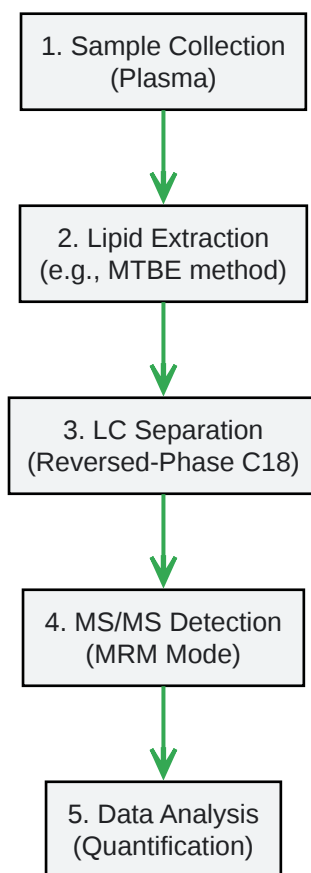 1. Sample Collection
(Plasma)
2. Lipid Extraction
(e.g., MTBE method)
3. LC Separation
(Reversed-Phase C18)
4. MS/MS Detection
(MRM Mode)
5. Data Analysis
(Quantification)